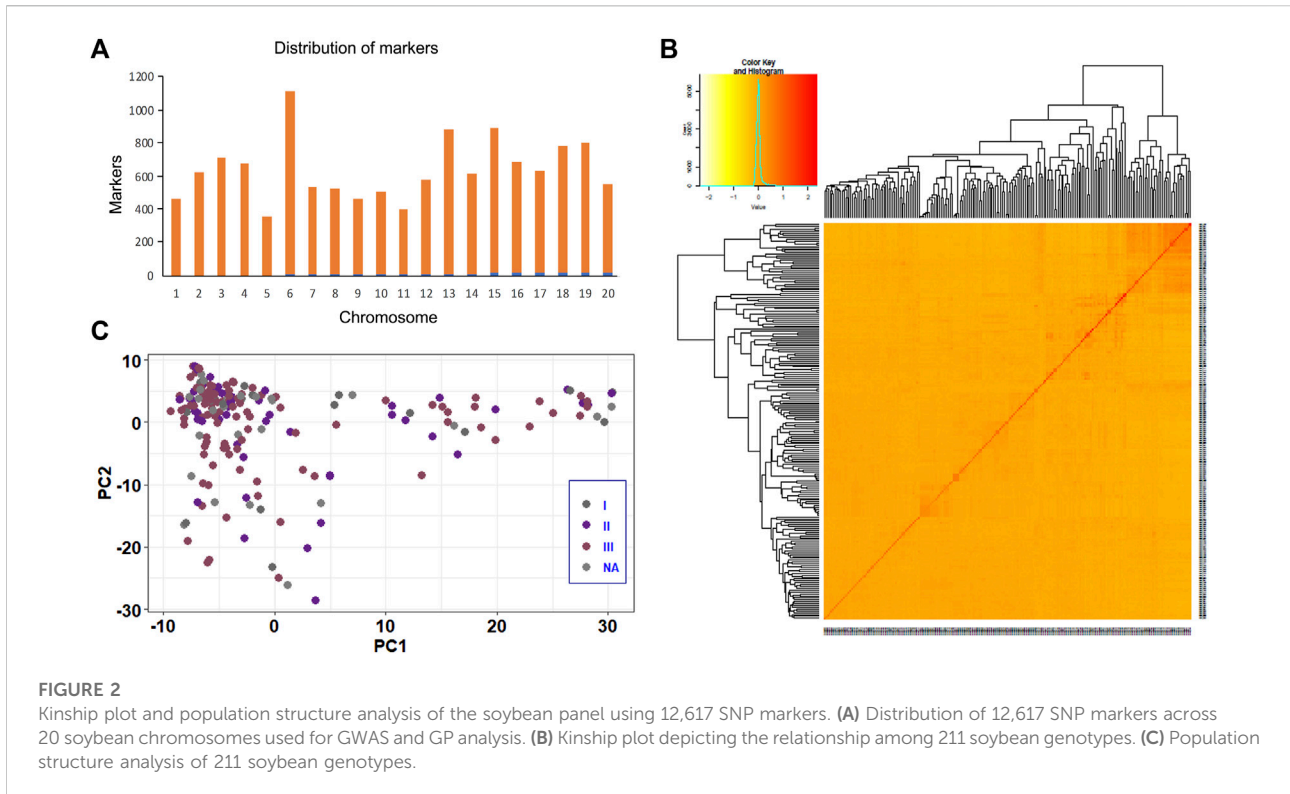 A
Distribution of markers
1200
1000
800
600
400
200
0
Markers
1 2 3 4 5 6 7 8 9 10 11 12 13 14 15 16 17 18 19 20
Chromosome
B
Color Key
and Histogram
5000
3000
1000
0
−2 −1 0 1 2
Value
C
10
0
-10
-20
-30
PC2
-10 0 10 20 30
PC1
I
II
III
NA
FIGURE 2
Kinship plot and population structure analysis of the soybean panel using 12,617 SNP markers. (A) Distribution of 12,617 SNP markers across
20 soybean chromosomes used for GWAS and GP analysis. (B) Kinship plot depicting the relationship among 211 soybean genotypes. (C) Population
structure analysis of 211 soybean genotypes.